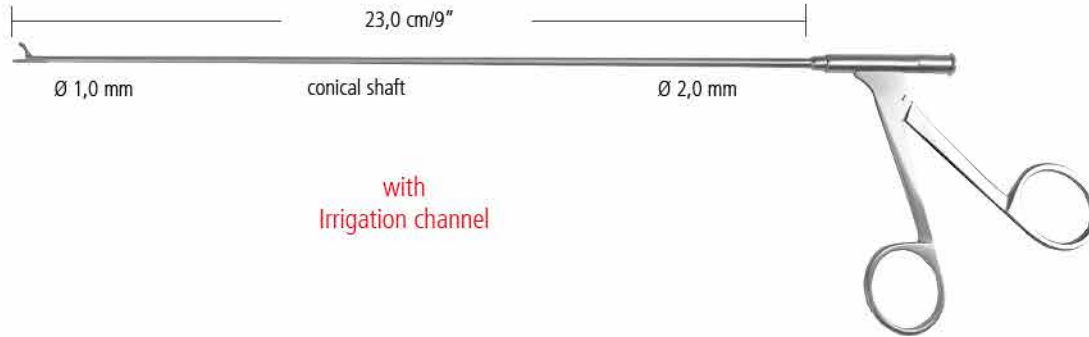 23,0 cm/9”
Ø 1,0 mm
conical shaft
Ø 2,0 mm
with
Irrigation channel